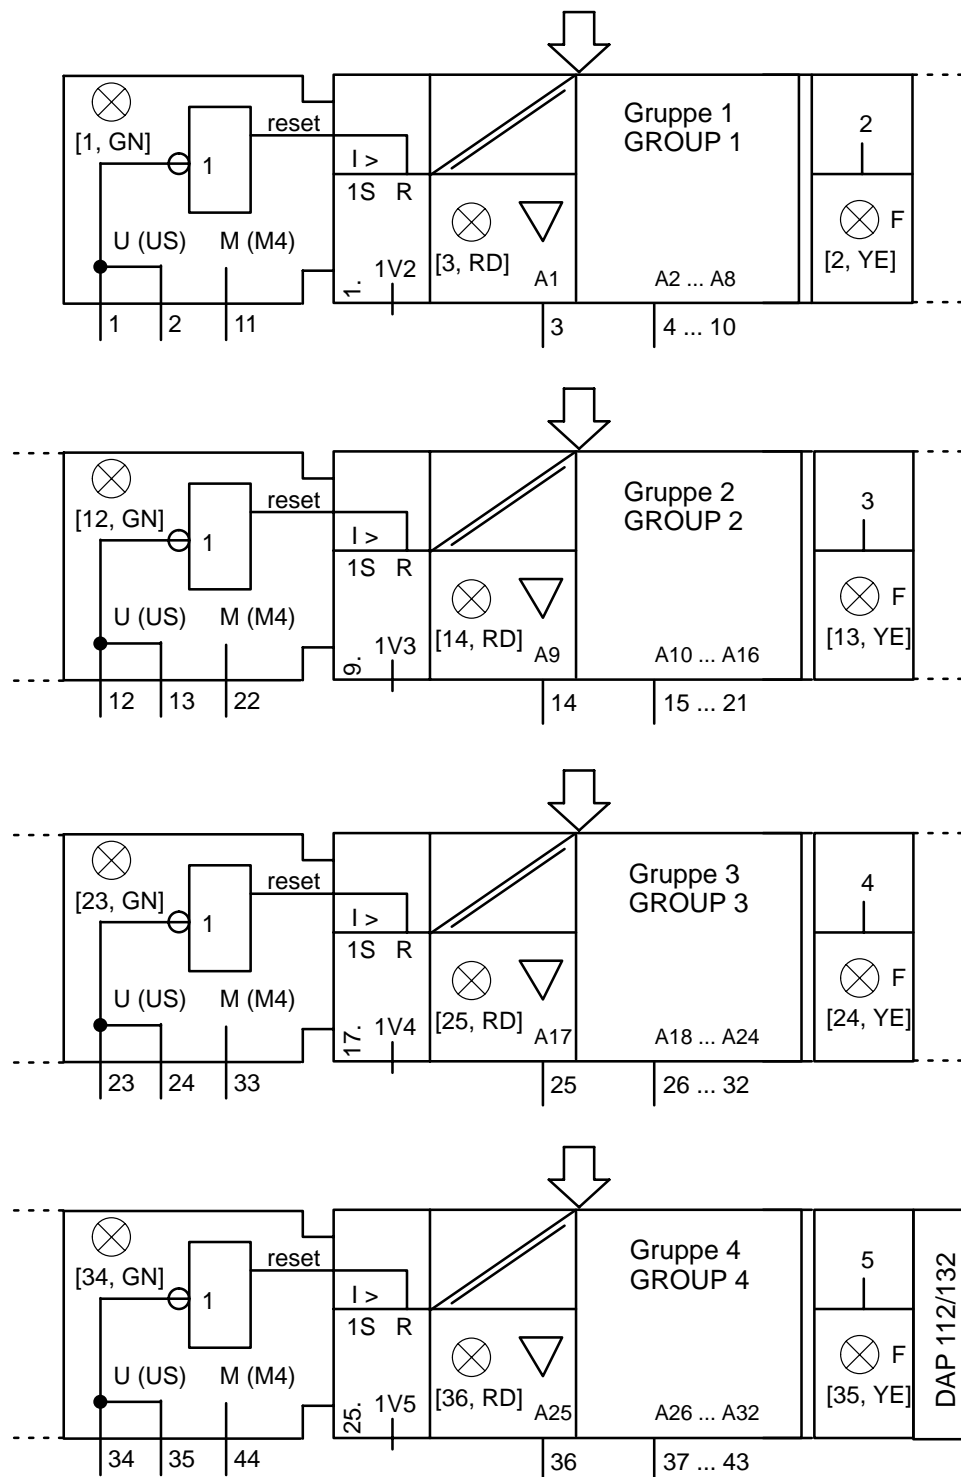 Gruppe 1
GROUP 1
reset
2
[1, GN]
1
I >
1S R
F
U (US) M (M4)
[3, RD]
[2, YE]
1.
1V2
A1
A2 ... A8
1
2
11
3
4 ... 10
Gruppe 2
GROUP 2
reset
3
[12, GN]
1
I >
1S R
F
U (US) M (M4)
[14, RD]
[13, YE]
9.
1V3
A9
A10 ... A16
12
13
22
14
15 ... 21
Gruppe 3
GROUP 3
reset
4
[23, GN]
1
I >
1S R
F
U (US) M (M4)
[25, RD]
[24, YE]
17.
1V4
A17
A18 ... A24
23
24
33
25
26 ... 32
Gruppe 4
GROUP 4
reset
5
[34, GN]
1
I >
1S R
F
U (US) M (M4)
[36, RD]
[35, YE]
25.
1V5
A25
A26 ... A32
DAP 112/132
34
35
44
36
37 ... 43